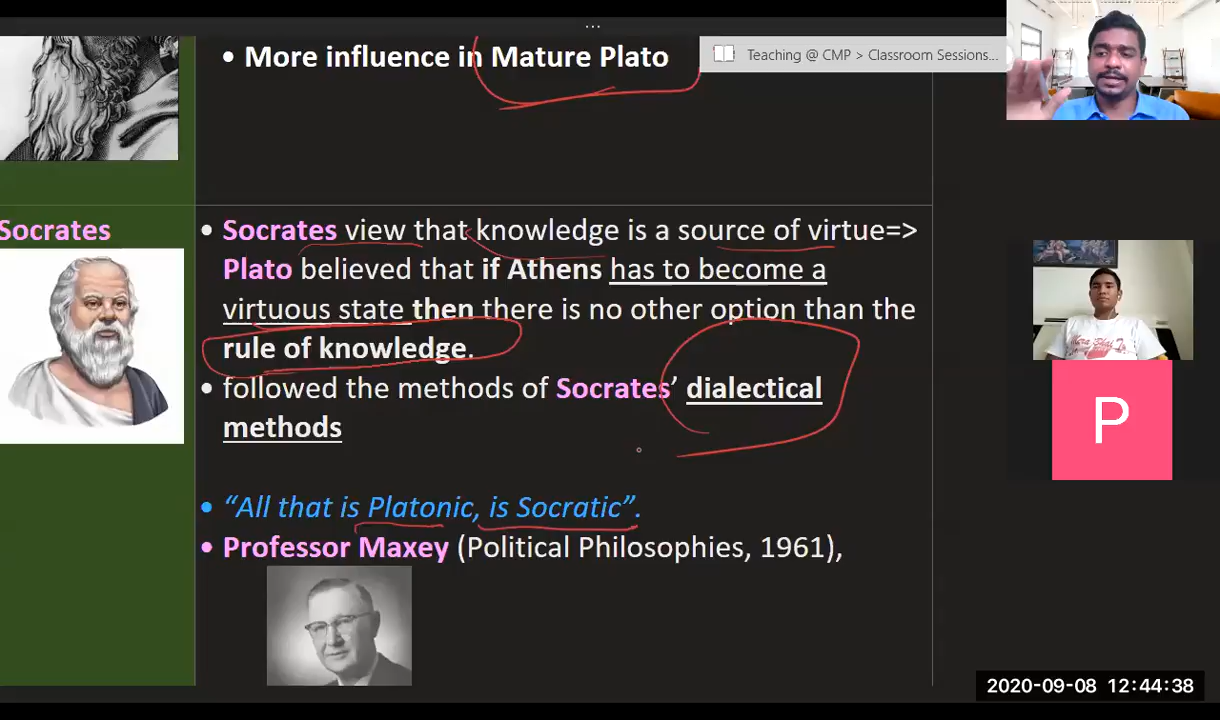 ...
• More influence in Mature Plato
Teaching @ CMP > Classroom Sessions...
Socrates
• Socrates view that knowledge is a source of virtue=>
Plato believed that if Athens has to become a
virtuous state then there is no other option than the
rule of knowledge.
• followed the methods of Socrates’ dialectical
methods
• “All that is Platonic, is Socratic”.
• Professor Maxey (Political Philosophies, 1961),
P
2020-09-08 12:44:38